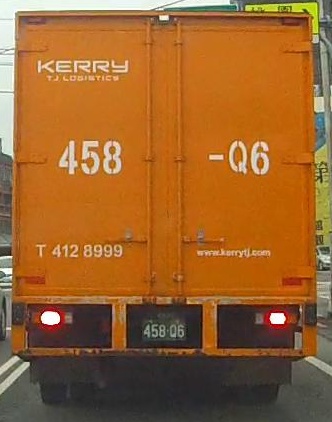 KERRY
TJ LOGISTICS
458 -Q6
T 412 8999 www.kerrytj.com
458-Q6